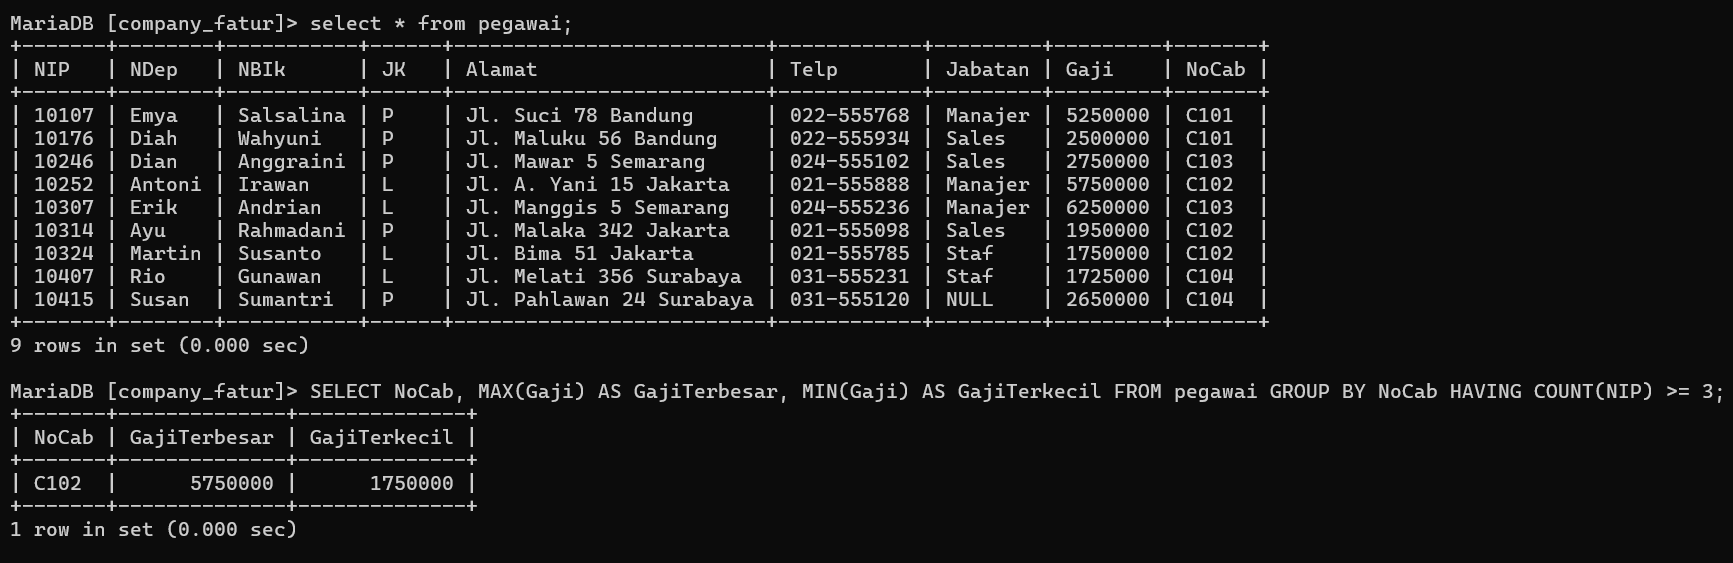 MariaDB [company_fatur]> select * from pegawai;
+-------+--------+-----------+------+--------------------------+------------+---------+---------+-------+
| NIP   | NDep   | NBIk      | JK   | Alamat                   | Telp       | Jabatan | Gaji    | NoCab |
+-------+--------+-----------+------+--------------------------+------------+---------+---------+-------+
| 10107 | Emya   | Salsalina | P    | Jl. Suci 78 Bandung      | 022-555768 | Manajer | 5250000 | C101  |
| 10176 | Diah   | Wahyuni   | P    | Jl. Maluku 56 Bandung    | 022-555934 | Sales   | 2500000 | C101  |
| 10246 | Dian   | Anggraini | P    | Jl. Mawar 5 Semarang     | 024-555102 | Sales   | 2750000 | C103  |
| 10252 | Antoni | Irawan    | L    | Jl. A. Yani 15 Jakarta   | 021-555888 | Manajer | 5750000 | C102  |
| 10307 | Erik   | Andrian   | L    | Jl. Manggis 5 Semarang   | 024-555236 | Manajer | 6250000 | C103  |
| 10314 | Ayu    | Rahmadani | P    | Jl. Malaka 342 Jakarta   | 021-555098 | Sales   | 1950000 | C102  |
| 10324 | Martin | Susanto   | L    | Jl. Bima 51 Jakarta      | 021-555785 | Staf    | 1750000 | C102  |
| 10407 | Rio    | Gunawan   | L    | Jl. Melati 356 Surabaya  | 031-555231 | Staf    | 1725000 | C104  |
| 10415 | Susan  | Sumantri  | P    | Jl. Pahlawan 24 Surabaya | 031-555120 | NULL    | 2650000 | C104  |
+-------+--------+-----------+------+--------------------------+------------+---------+---------+-------+
9 rows in set (0.000 sec)
MariaDB [company_fatur]> SELECT NoCab, MAX(Gaji) AS GajiTerbesar, MIN(Gaji) AS GajiTerkecil FROM pegawai GROUP BY NoCab HAVING COUNT(NIP) >= 3;
+-------+--------------+--------------+
| NoCab | GajiTerbesar | GajiTerkecil |
+-------+--------------+--------------+
| C102  |      5750000 |      1750000 |
+-------+--------------+--------------+
1 row in set (0.000 sec)